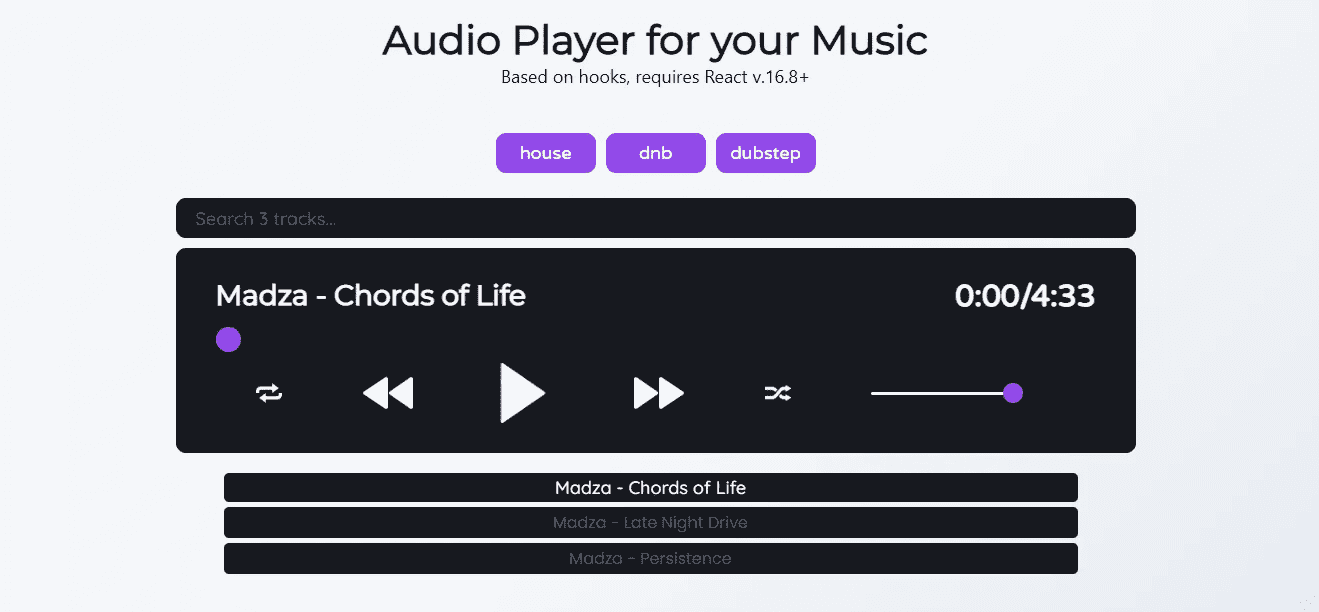 Audio Player for your Music
Based on hooks, requires React v.16.8+
house dnb dubstep
Search 3 tracks...
Madza - Chords of Life 0:00/4:33
Madza - Chords of Life
Madza - Late Night Drive
Madza - Persistence